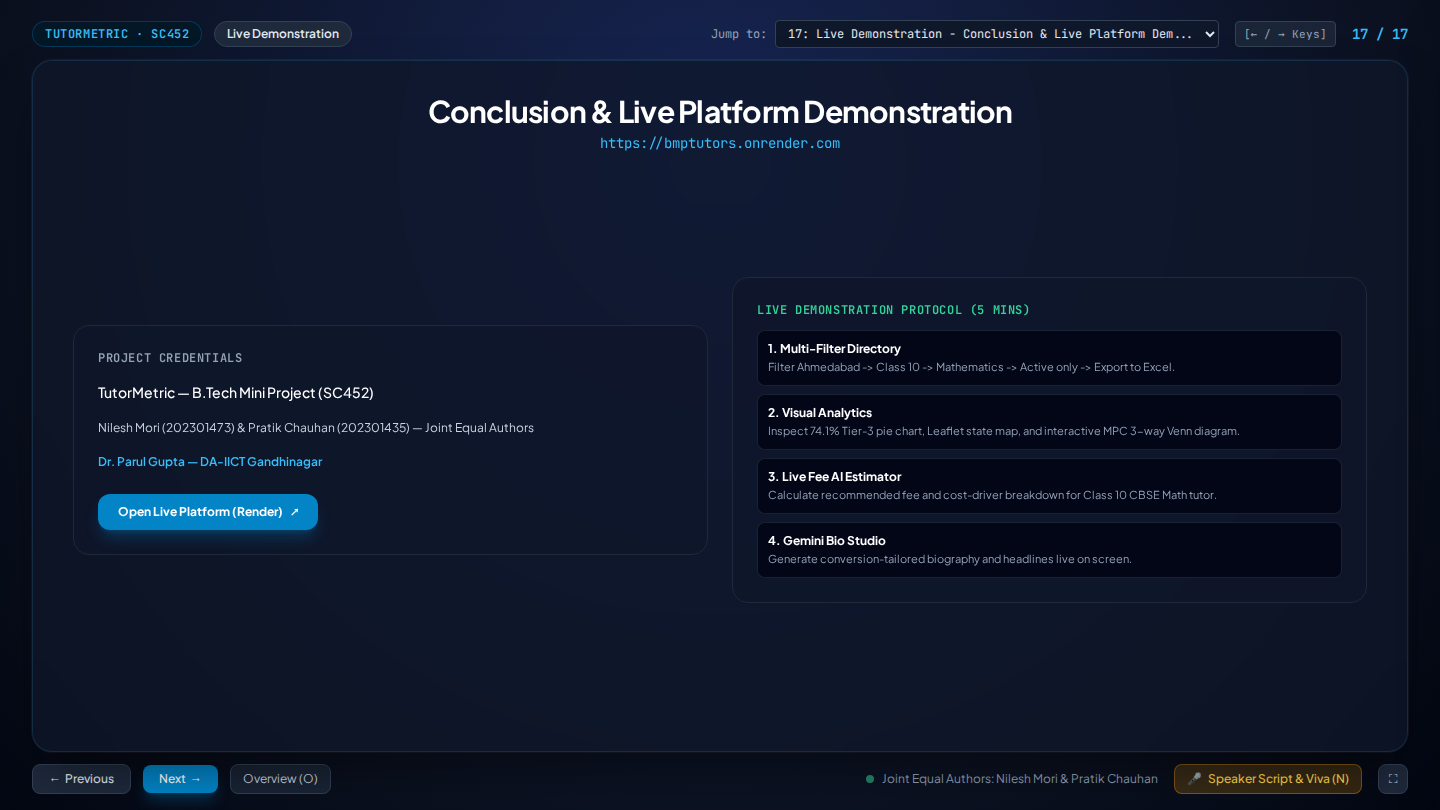 TUTORMETRIC · SC452
Live Demonstration
Jump to:
17: Live Demonstration - Conclusion & Live Platform Dem...
[← / → Keys]
17 / 17
Conclusion & Live Platform Demonstration
https://bmptutors.onrender.com
PROJECT CREDENTIALS
TutorMetric — B.Tech Mini Project (SC452)
Nilesh Mori (202301473) & Pratik Chauhan (202301435) — Joint Equal Authors
Dr. Parul Gupta — DA-IICT Gandhinagar
Open Live Platform (Render) ↗
LIVE DEMONSTRATION PROTOCOL (5 MINS)
1. Multi-Filter Directory
Filter Ahmedabad -> Class 10 -> Mathematics -> Active only -> Export to Excel.
2. Visual Analytics
Inspect 74.1% Tier-3 pie chart, Leaflet state map, and interactive MPC 3-way Venn diagram.
3. Live Fee AI Estimator
Calculate recommended fee and cost-driver breakdown for Class 10 CBSE Math tutor.
4. Gemini Bio Studio
Generate conversion-tailored biography and headlines live on screen.
← Previous
Next →
Overview (O)
Joint Equal Authors: Nilesh Mori & Pratik Chauhan
🎤 Speaker Script & Viva (N)